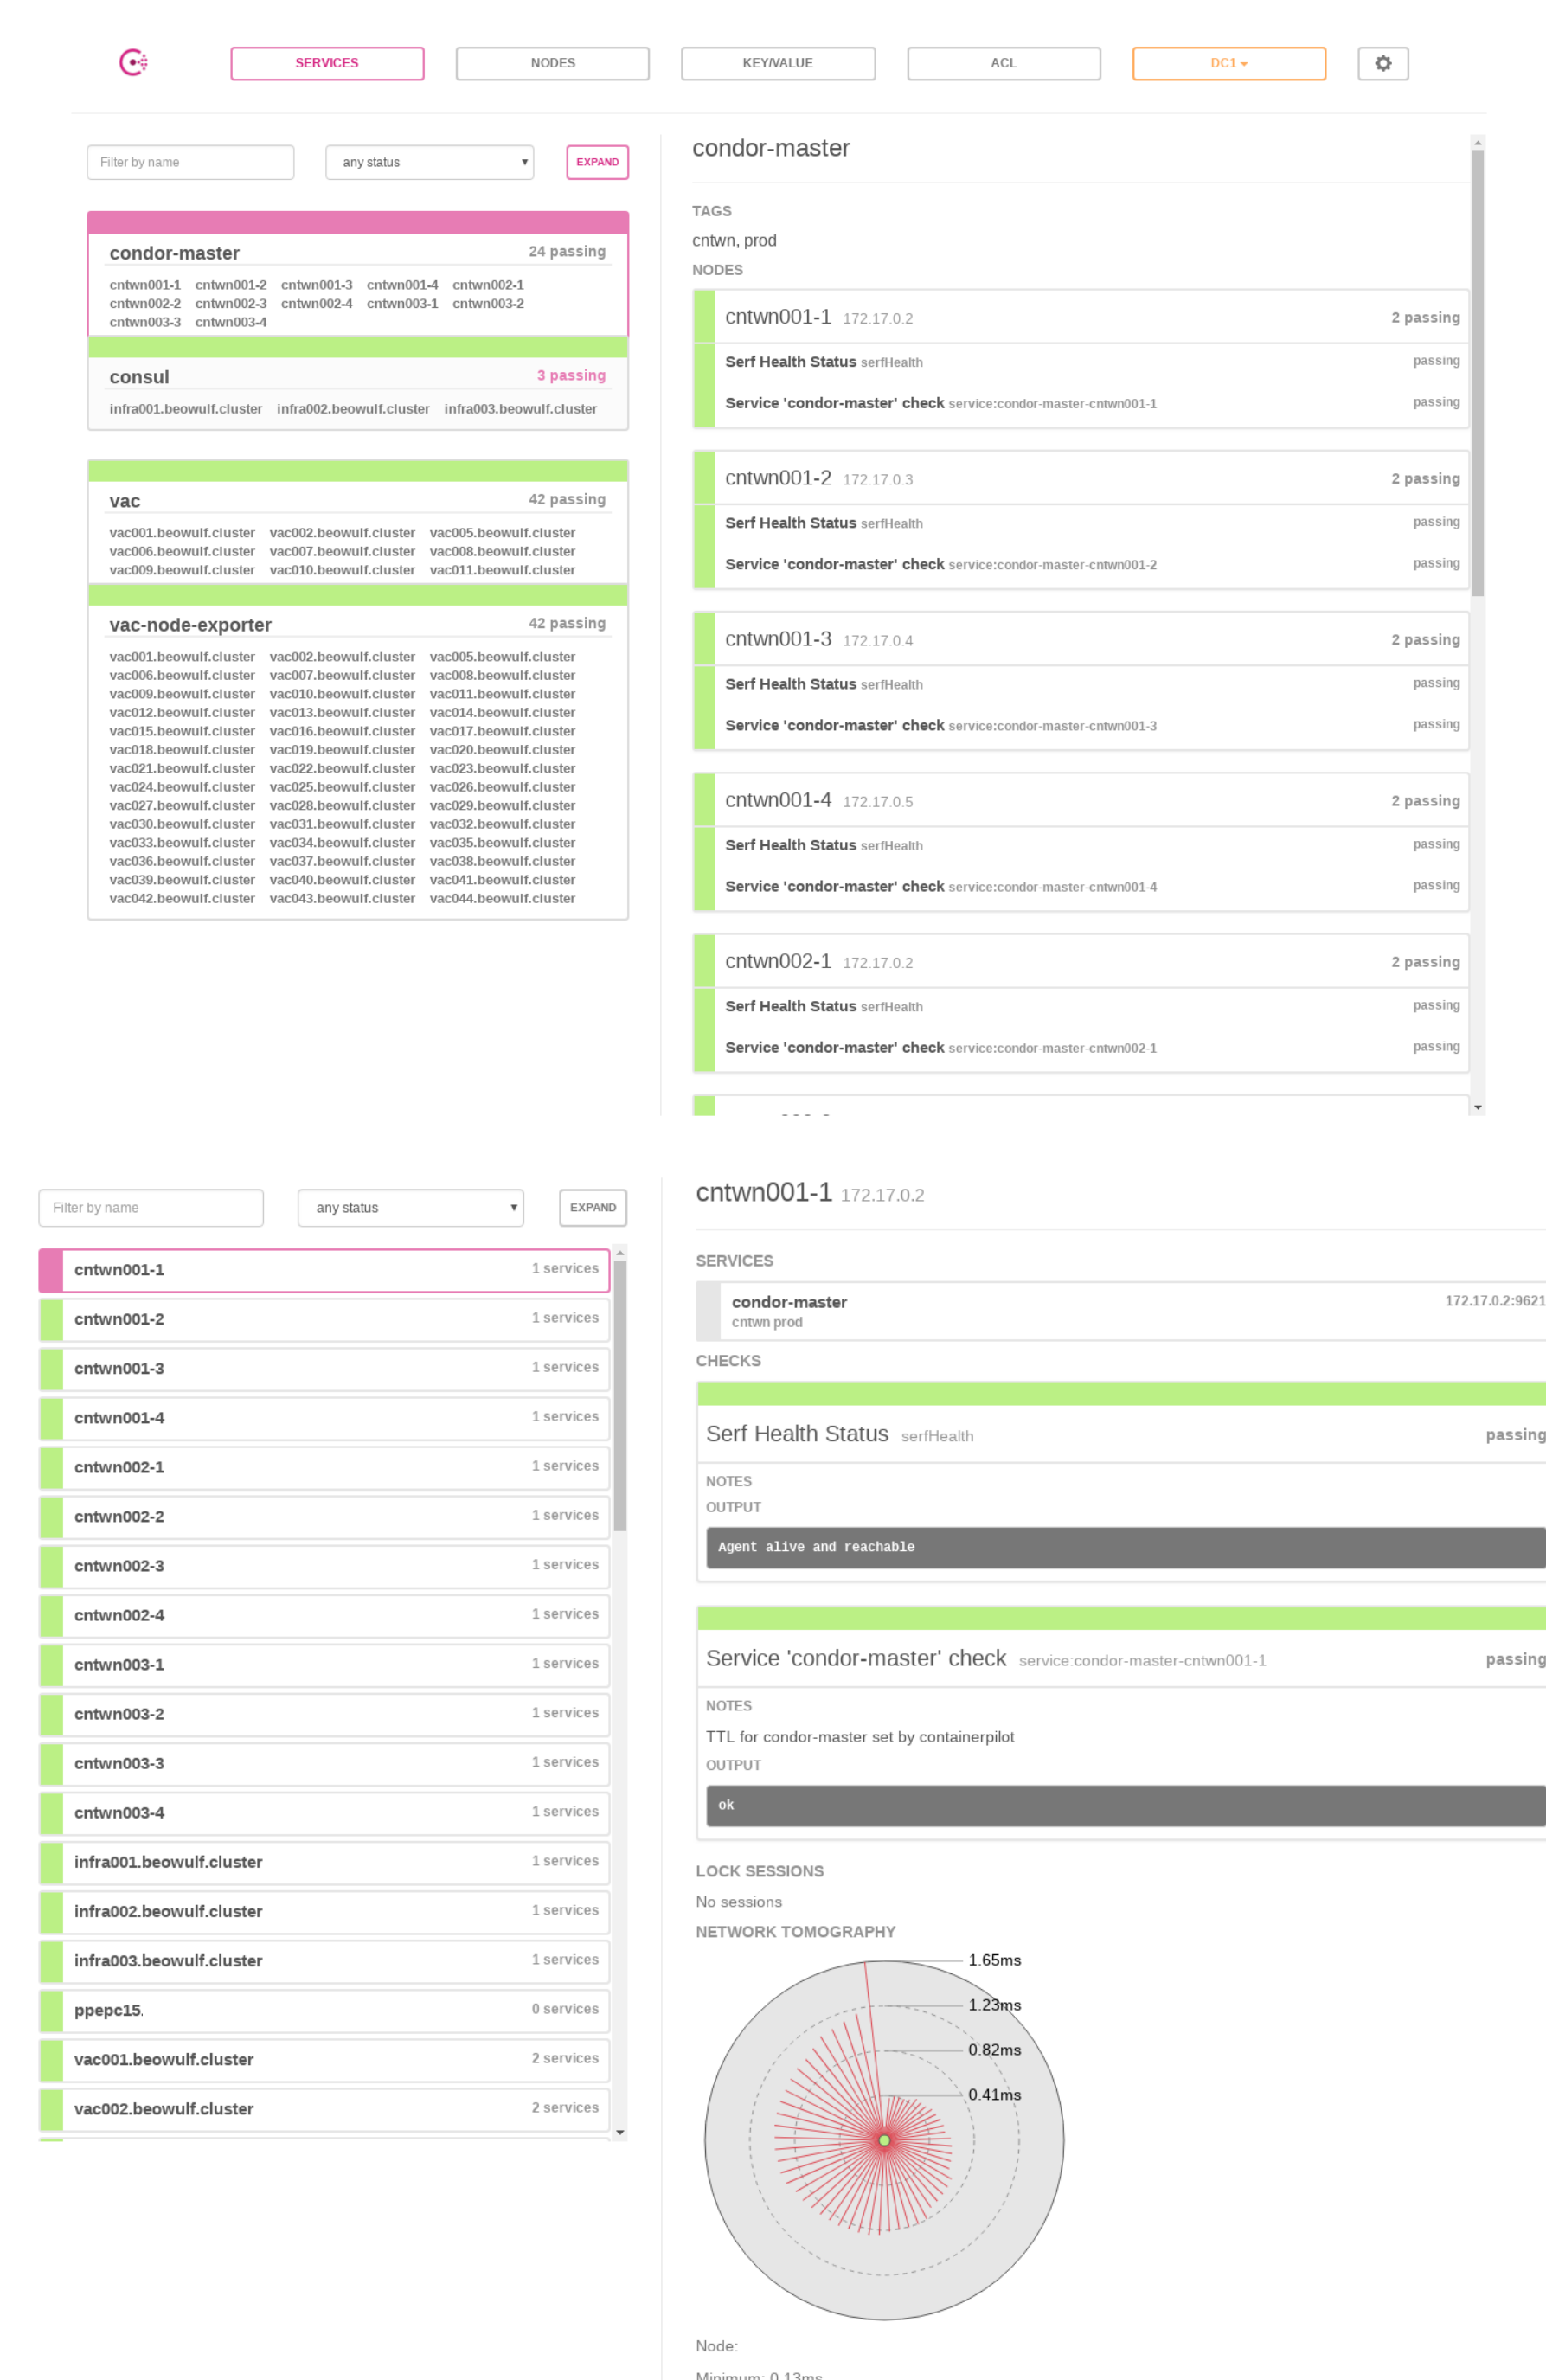 SERVICES NODES KEY/VALUE ACL DC1
Filter by name any status EXPAND
condor-master 24 passing
cntwn001-1 cntwn001-2 cntwn001-3 cntwn001-4 cntwn002-1
cntwn002-2 cntwn002-3 cntwn002-4 cntwn003-1 cntwn003-2
cntwn003-3 cntwn003-4
consul 3 passing
infra001.beowulf.cluster infra002.beowulf.cluster infra003.beowulf.cluster
vac 42 passing
vac001.beowulf.cluster vac002.beowulf.cluster vac005.beowulf.cluster
vac006.beowulf.cluster vac007.beowulf.cluster vac008.beowulf.cluster
vac009.beowulf.cluster vac010.beowulf.cluster vac011.beowulf.cluster
vac-node-exporter 42 passing
vac001.beowulf.cluster vac002.beowulf.cluster vac005.beowulf.cluster
vac006.beowulf.cluster vac007.beowulf.cluster vac008.beowulf.cluster
vac009.beowulf.cluster vac010.beowulf.cluster vac011.beowulf.cluster
vac012.beowulf.cluster vac013.beowulf.cluster vac014.beowulf.cluster
vac015.beowulf.cluster vac016.beowulf.cluster vac017.beowulf.cluster
vac018.beowulf.cluster vac019.beowulf.cluster vac020.beowulf.cluster
vac021.beowulf.cluster vac022.beowulf.cluster vac023.beowulf.cluster
vac024.beowulf.cluster vac025.beowulf.cluster vac026.beowulf.cluster
vac027.beowulf.cluster vac028.beowulf.cluster vac029.beowulf.cluster
vac030.beowulf.cluster vac031.beowulf.cluster vac032.beowulf.cluster
vac033.beowulf.cluster vac034.beowulf.cluster vac035.beowulf.cluster
vac036.beowulf.cluster vac037.beowulf.cluster vac038.beowulf.cluster
vac039.beowulf.cluster vac040.beowulf.cluster vac041.beowulf.cluster
vac042.beowulf.cluster vac043.beowulf.cluster vac044.beowulf.cluster
condor-master
TAGS
cntwn, prod
NODES
cntwn001-1 172.17.0.2 2 passing
Serf Health Status serfHealth passing
Service 'condor-master' check service:condor-master-cntwn001-1 passing
cntwn001-2 172.17.0.3 2 passing
Serf Health Status serfHealth passing
Service 'condor-master' check service:condor-master-cntwn001-2 passing
cntwn001-3 172.17.0.4 2 passing
Serf Health Status serfHealth passing
Service 'condor-master' check service:condor-master-cntwn001-3 passing
cntwn001-4 172.17.0.5 2 passing
Serf Health Status serfHealth passing
Service 'condor-master' check service:condor-master-cntwn001-4 passing
cntwn002-1 172.17.0.2 2 passing
Serf Health Status serfHealth passing
Service 'condor-master' check service:condor-master-cntwn002-1 passing
Filter by name any status EXPAND
cntwn001-1 1 services
cntwn001-2 1 services
cntwn001-3 1 services
cntwn001-4 1 services
cntwn002-1 1 services
cntwn002-2 1 services
cntwn002-3 1 services
cntwn002-4 1 services
cntwn003-1 1 services
cntwn003-2 1 services
cntwn003-3 1 services
cntwn003-4 1 services
infra001.beowulf.cluster 1 services
infra002.beowulf.cluster 1 services
infra003.beowulf.cluster 1 services
ppepc15. 0 services
vac001.beowulf.cluster 2 services
vac002.beowulf.cluster 2 services
cntwn001-1 172.17.0.2
SERVICES
condor-master 172.17.0.2:9621
cntwn prod
CHECKS
Serf Health Status serfHealth passing
NOTES
OUTPUT
Agent alive and reachable
Service 'condor-master' check service:condor-master-cntwn001-1 passing
NOTES
TTL for condor-master set by containerpilot
OUTPUT
ok
LOCK SESSIONS
No sessions
NETWORK TOMOGRAPHY
1.65ms
1.23ms
0.82ms
0.41ms
Node:
Minimum: 0.13ms